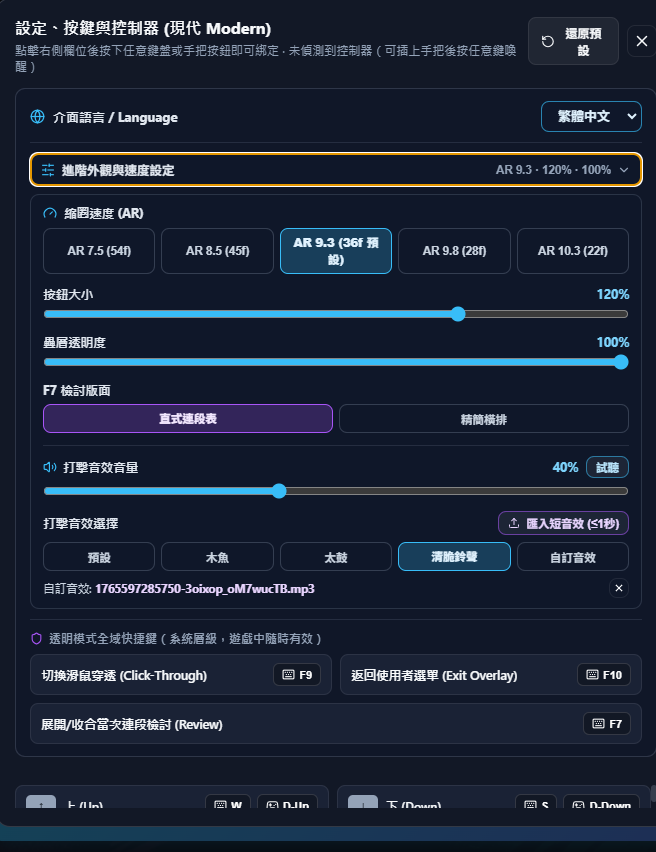 設定、按鍵與控制器 (現代 Modern)
點擊右側欄位後按下任意鍵盤或手把按鈕即可綁定 · 未偵測到控制器 ( 可插上手把後按任意鍵喚
醒 )
還原預
設
介面語言 / Language
繁體中文
進階外觀與速度設定
AR 9.3 · 120% · 100%
縮圈速度 (AR)
AR 7.5 (54f)
AR 8.5 (45f)
AR 9.3 (36f 預
設)
AR 9.8 (28f)
AR 10.3 (22f)
按鈕大小
120%
疊層透明度
100%
F7 檢討版面
直式連段表
精簡橫排
打擊音效音量
40%
試聽
打擊音效選擇
匯入短音效 (≤1秒)
預設
木魚
太鼓
清脆鈴聲
自訂音效
自訂音效: 1765597285750-3oixop_oM7wucTB.mp3
透明模式全域快捷鍵 ( 系統層級，遊戲中隨時有效 )
切換滑鼠穿透 (Click-Through)
F9
返回使用者選單 (Exit Overlay)
F10
展開/收合當次連段檢討 (Review)
F7
上 (Up)
W
D-Up
下 (Down)
S
D-Down